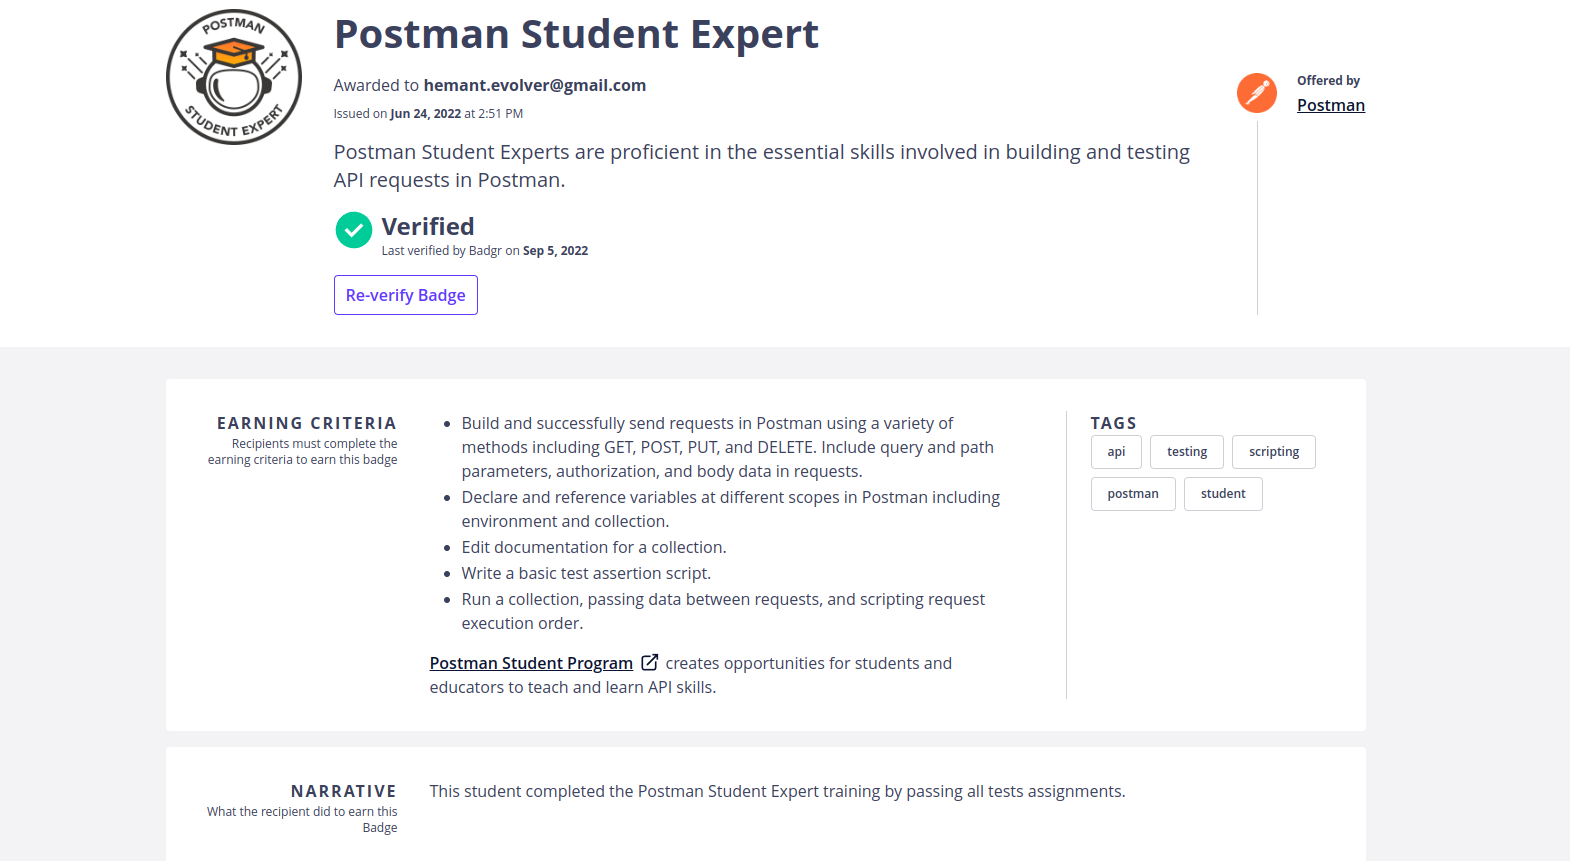 POSTMAN
STUDENT EXPERT
Postman Student Expert
Awarded to hemant.evolver@gmail.com
Issued on Jun 24, 2022 at 2:51 PM
Postman Student Experts are proficient in the essential skills involved in building and testing
API requests in Postman.
Verified
Last verified by Badgr on Sep 5, 2022
Re-verify Badge
Offered by
Postman
EARNING CRITERIA
Recipients must complete the
earning criteria to earn this badge
• Build and successfully send requests in Postman using a variety of
methods including GET, POST, PUT, and DELETE. Include query and path
parameters, authorization, and body data in requests.
• Declare and reference variables at different scopes in Postman including
environment and collection.
• Edit documentation for a collection.
• Write a basic test assertion script.
• Run a collection, passing data between requests, and scripting request
execution order.
Postman Student Program creates opportunities for students and
educators to teach and learn API skills.
TAGS
api testing scripting
postman student
NARRATIVE
What the recipient did to earn this
Badge
This student completed the Postman Student Expert training by passing all tests assignments.